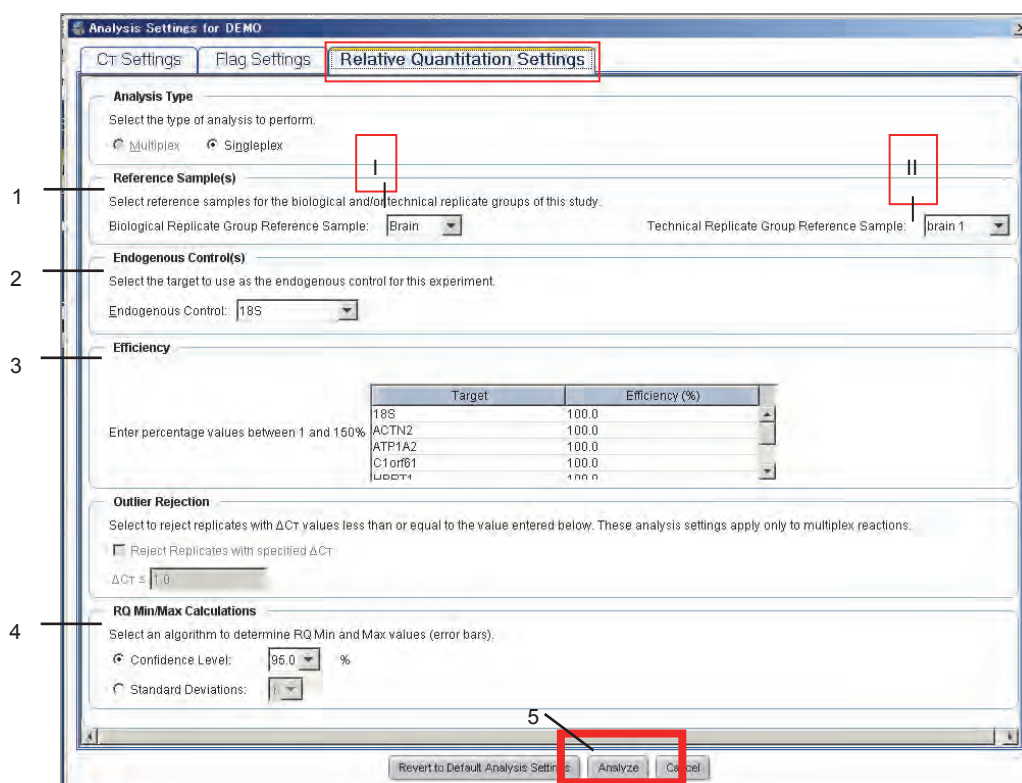 Analysis Settings for DEMO
CT Settings
Flag Settings
Relative Quantitation Settings
Analysis Type
Select the type of analysis to perform.
Multiplex
Singleplex
I
II
1
Reference Sample(s)
Select reference samples for the biological and/or technical replicate groups of this study.
Biological Replicate Group Reference Sample: Brain
Technical Replicate Group Reference Sample: brain 1
2
Endogenous Control(s)
Select the target to use as the endogenous control for this experiment.
Endogenous Control: 18S
3
Efficiency
Target Efficiency (%)
18S 100.0
ACTN2 100.0
Enter percentage values between 1 and 150%
ATP1A2 100.0
C1orf61 100.0
HPRT1 100.0
Outlier Rejection
Select to reject replicates with ΔCT values less than or equal to the value entered below. These analysis settings apply only to multiplex reactions.
Reject Replicates with specified ΔCT
ΔCT ≤ 1.0
4
RQ Min/Max Calculations
Select an algorithm to determine RQ Min and Max values (error bars).
Confidence Level: 95.0 %
Standard Deviations: 1
5
Revert to Default Analysis Settings
Analyze
Cancel